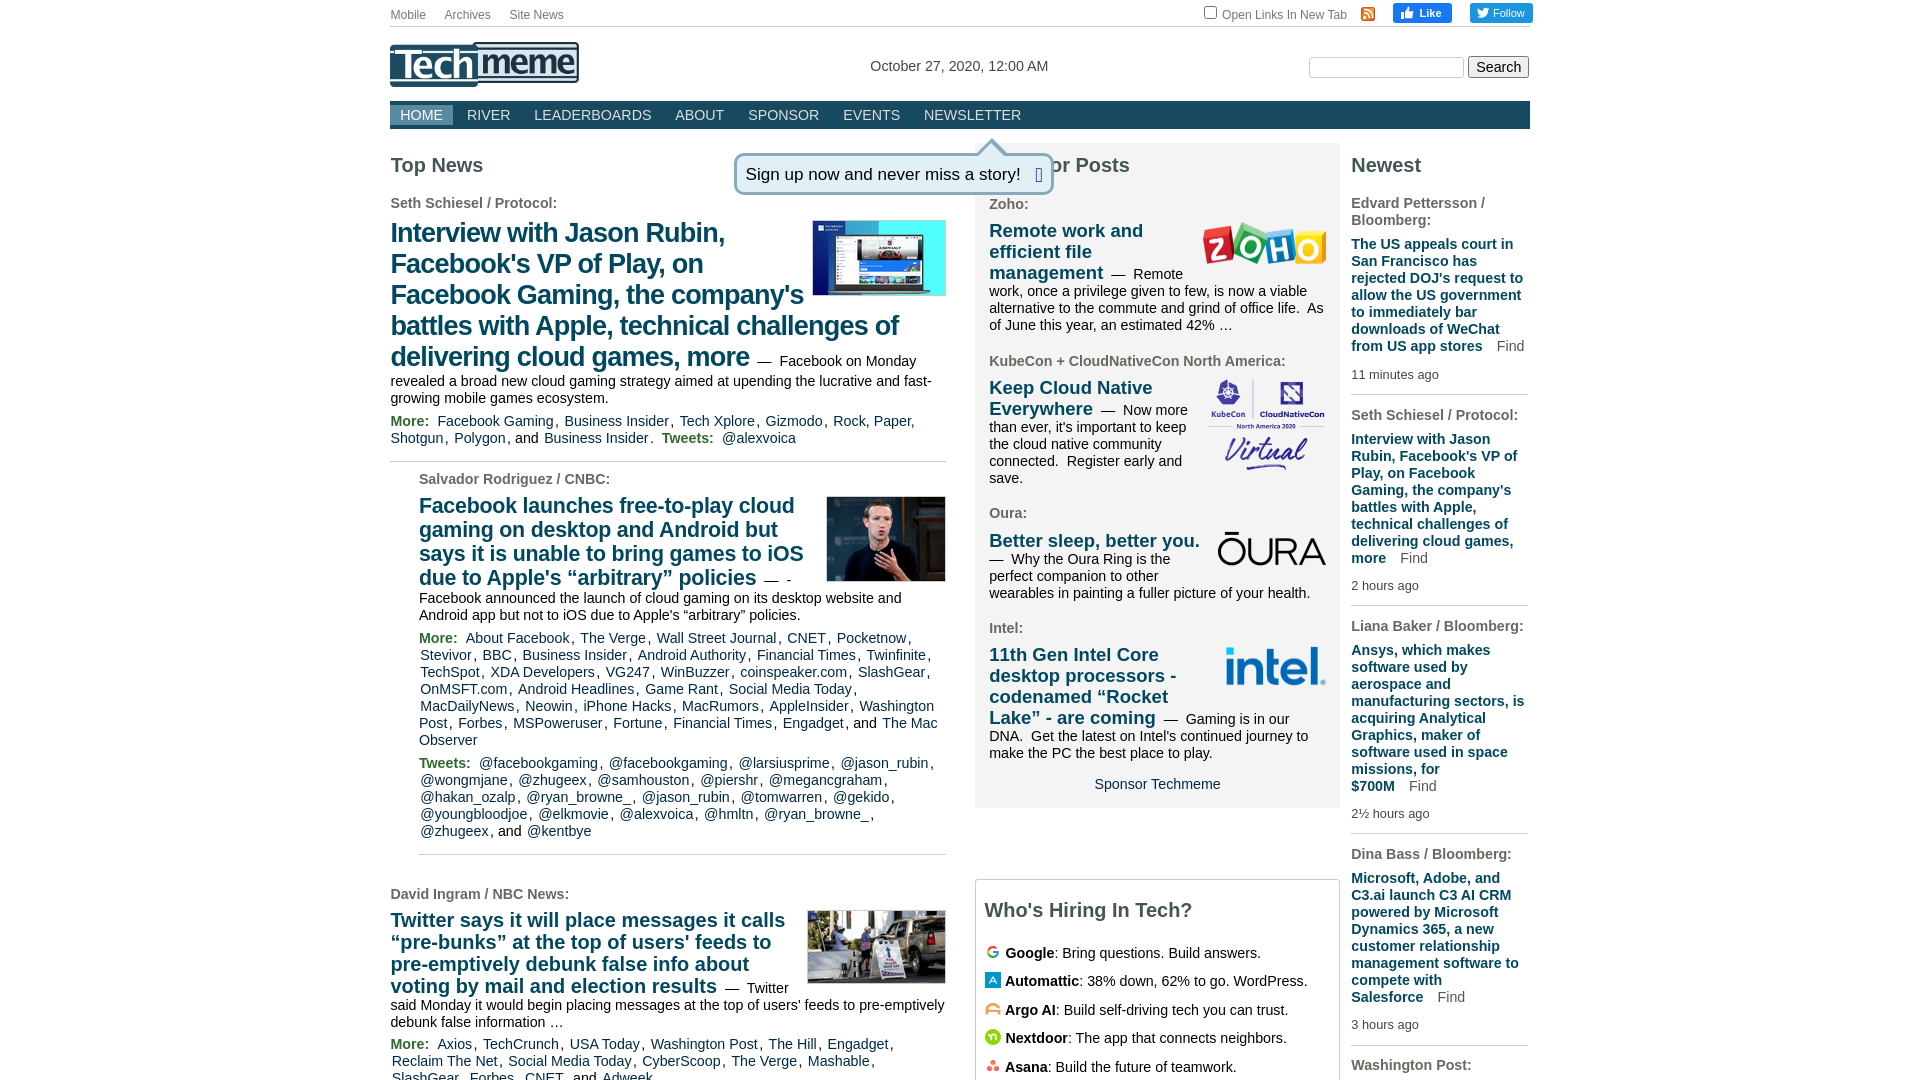 Mobile Archives Site News
Open Links In New Tab
Like
Follow
Techmeme
October 27, 2020, 12:00 AM
Search
HOME RIVER LEADERBOARDS ABOUT SPONSOR EVENTS NEWSLETTER
Sign up now and never miss a story!
Top News
Seth Schiesel / Protocol:
Interview with Jason Rubin,
Facebook's VP of Play, on
Facebook Gaming, the company's
battles with Apple, technical challenges of
delivering cloud games, more — Facebook on Monday
revealed a broad new cloud gaming strategy aimed at upending the lucrative and fast-
growing mobile games ecosystem.
More: Facebook Gaming, Business Insider, Tech Xplore, Gizmodo, Rock, Paper,
Shotgun, Polygon, and Business Insider. Tweets: @alexvoica
Salvador Rodriguez / CNBC:
Facebook launches free-to-play cloud
gaming on desktop and Android but
says it is unable to bring games to iOS
due to Apple's “arbitrary” policies — -
Facebook announced the launch of cloud gaming on its desktop website and
Android app but not to iOS due to Apple's “arbitrary” policies.
More: About Facebook, The Verge, Wall Street Journal, CNET, Pocketnow,
Stevivor, BBC, Business Insider, Android Authority, Financial Times, Twinfinite,
TechSpot, XDA Developers, VG247, WinBuzzer, coinspeaker.com, SlashGear,
OnMSFT.com, Android Headlines, Game Rant, Social Media Today,
MacDailyNews, Neowin, iPhone Hacks, MacRumors, AppleInsider, Washington
Post, Forbes, MSPoweruser, Fortune, Financial Times, Engadget, and The Mac
Observer
Tweets: @facebookgaming, @facebookgaming, @larsiusprime, @jason_rubin,
@wongmjane, @zhugeex, @samhouston, @piershr, @megancgraham,
@hakan_ozalp, @ryan_browne_, @jason_rubin, @tomwarren, @gekido,
@youngbloodjoe, @elkmovie, @alexvoica, @hmltn, @ryan_browne_,
@zhugeex, and @kentbye
David Ingram / NBC News:
Twitter says it will place messages it calls
“pre-bunks” at the top of users' feeds to
pre-emptively debunk false info about
voting by mail and election results — Twitter
said Monday it would begin placing messages at the top of users' feeds to pre-emptively
debunk false information …
More: Axios, TechCrunch, USA Today, Washington Post, The Hill, Engadget,
Reclaim The Net, Social Media Today, CyberScoop, The Verge, Mashable,
SlashGear, Forbes, CNET, and Adweek
or Posts
Zoho:
ZOHO
Remote work and
efficient file
management — Remote
work, once a privilege given to few, is now a viable
alternative to the commute and grind of office life. As
of June this year, an estimated 42% …
KubeCon + CloudNativeCon North America:
KubeCon CloudNativeCon
North America 2020
Virtual
Keep Cloud Native
Everywhere — Now more
than ever, it's important to keep
the cloud native community
connected. Register early and
save.
Oura:
ŌURA
Better sleep, better you.
— Why the Oura Ring is the
perfect companion to other
wearables in painting a fuller picture of your health.
Intel:
intel.
11th Gen Intel Core
desktop processors -
codenamed “Rocket
Lake” - are coming — Gaming is in our
DNA. Get the latest on Intel's continued journey to
make the PC the best place to play.
Sponsor Techmeme
Who's Hiring In Tech?
Google: Bring questions. Build answers.
Automattic: 38% down, 62% to go. WordPress.
Argo AI: Build self-driving tech you can trust.
Nextdoor: The app that connects neighbors.
Asana: Build the future of teamwork.
Newest
Edvard Pettersson /
Bloomberg:
The US appeals court in
San Francisco has
rejected DOJ's request to
allow the US government
to immediately bar
downloads of WeChat
from US app stores Find
11 minutes ago
Seth Schiesel / Protocol:
Interview with Jason
Rubin, Facebook's VP of
Play, on Facebook
Gaming, the company's
battles with Apple,
technical challenges of
delivering cloud games,
more Find
2 hours ago
Liana Baker / Bloomberg:
Ansys, which makes
software used by
aerospace and
manufacturing sectors, is
acquiring Analytical
Graphics, maker of
software used in space
missions, for
$700M Find
2½ hours ago
Dina Bass / Bloomberg:
Microsoft, Adobe, and
C3.ai launch C3 AI CRM
powered by Microsoft
Dynamics 365, a new
customer relationship
management software to
compete with
Salesforce Find
3 hours ago
Washington Post: